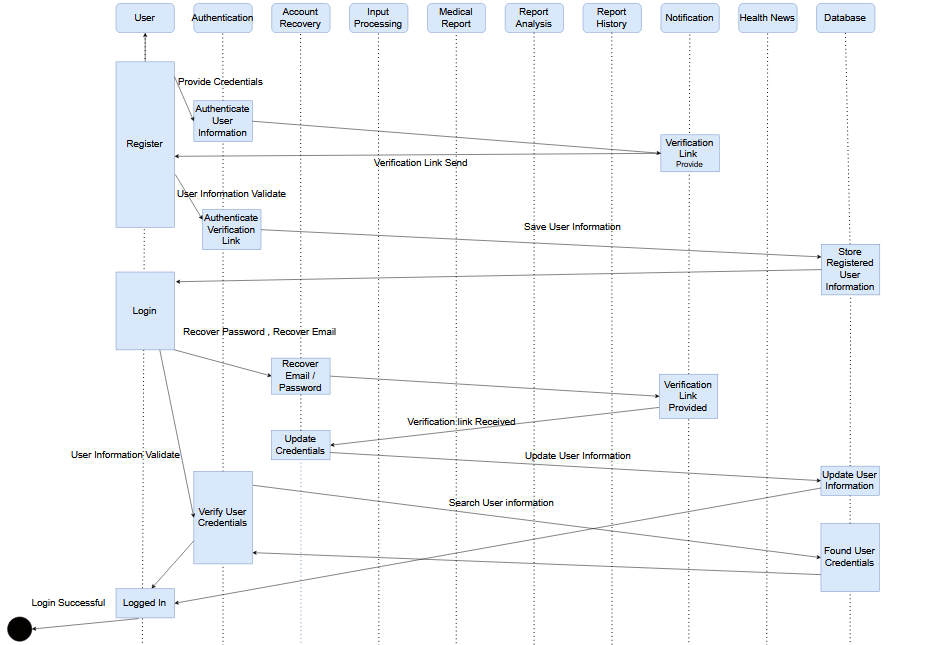 User
Authentication
Account
Recovery
Input
Processing
Medical
Report
Report
Analysis
Report
History
Notification
Health News
Database
Provide Credentials
Authenticate
User
Information
Register
Verification
Link
Provide
Verification Link Send
User Information Validate
Authenticate
Verification
Link
Save User Information
Store
Registered
User
Information
Login
Recover Password , Recover Email
Recover
Email /
Password
Verification
Link
Provided
Verification link Received
Update
Credentials
User Information Validate
Update User Information
Update User
Information
Search User information
Verify User
Credentials
Found User
Credentials
Login Successful
Logged In